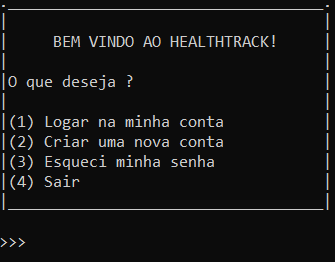 BEM VINDO AO HEALTHTRACK!
O que deseja ?
(1) Logar na minha conta
(2) Criar uma nova conta
(3) Esqueci minha senha
(4) Sair
>>>